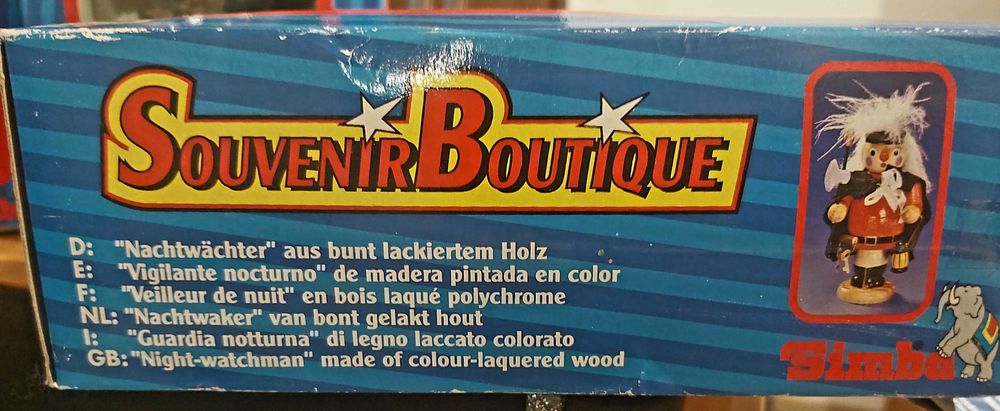 SOUVENIR BOUTIQUE
D: "Nachtwächter" aus bunt lackiertem Holz
E: "Vigilante nocturno" de madera pintada en color
F: "Veilleur de nuit" en bois laqué polychrome
NL: "Nachtwaker" van bont gelakt hout
I: "Guardia notturna" di legno laccato colorato
GB: "Night-watchman" made of colour-laquered wood
Simba